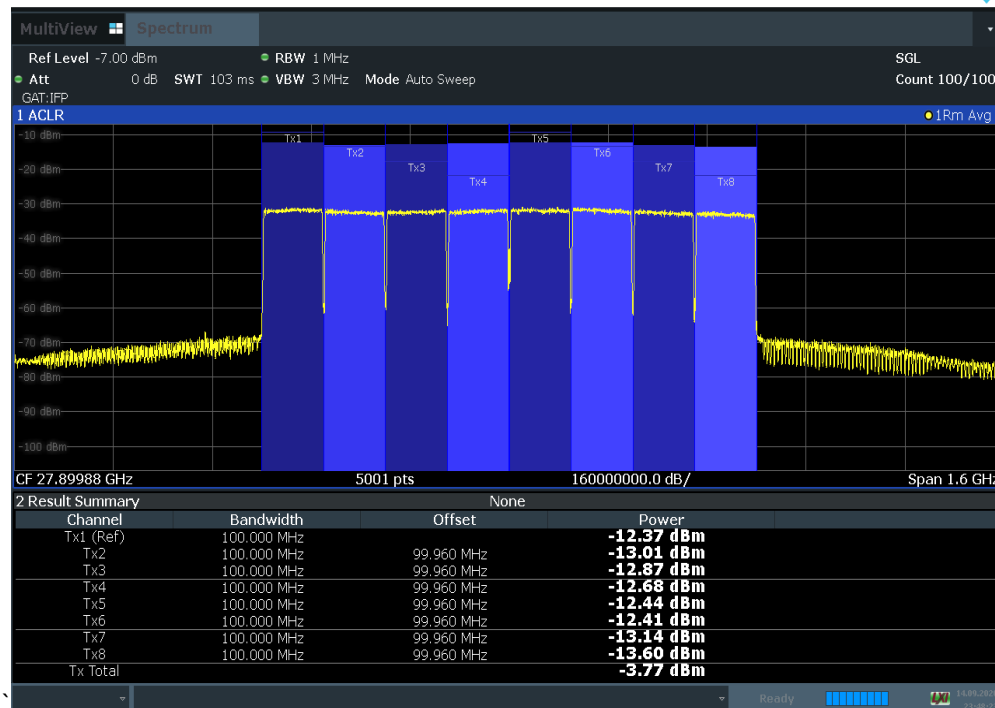 MultiView Spectrum
Ref Level -7.00 dBm RBW 1 MHz SGL
Att 0 dB SWT 103 ms VBW 3 MHz Mode Auto Sweep Count 100/100
GAT:IFP
1 ACLR 1Rm Avg
-10 dBm
Tx1 Tx5
Tx2 Tx6
-20 dBm Tx3 Tx7
Tx4 Tx8
-30 dBm
-40 dBm
-50 dBm
-60 dBm
-70 dBm
-80 dBm
-90 dBm
-100 dBm
CF 27.89988 GHz 5001 pts 160000000.0 dB/ Span 1.6 GHz
2 Result Summary None
Channel Bandwidth Offset Power
Tx1 (Ref) 100.000 MHz -12.37 dBm
Tx2 100.000 MHz 99.960 MHz -13.01 dBm
Tx3 100.000 MHz 99.960 MHz -12.87 dBm
Tx4 100.000 MHz 99.960 MHz -12.68 dBm
Tx5 100.000 MHz 99.960 MHz -12.44 dBm
Tx6 100.000 MHz 99.960 MHz -12.41 dBm
Tx7 100.000 MHz 99.960 MHz -13.14 dBm
Tx8 100.000 MHz 99.960 MHz -13.60 dBm
Tx Total -3.77 dBm
Ready